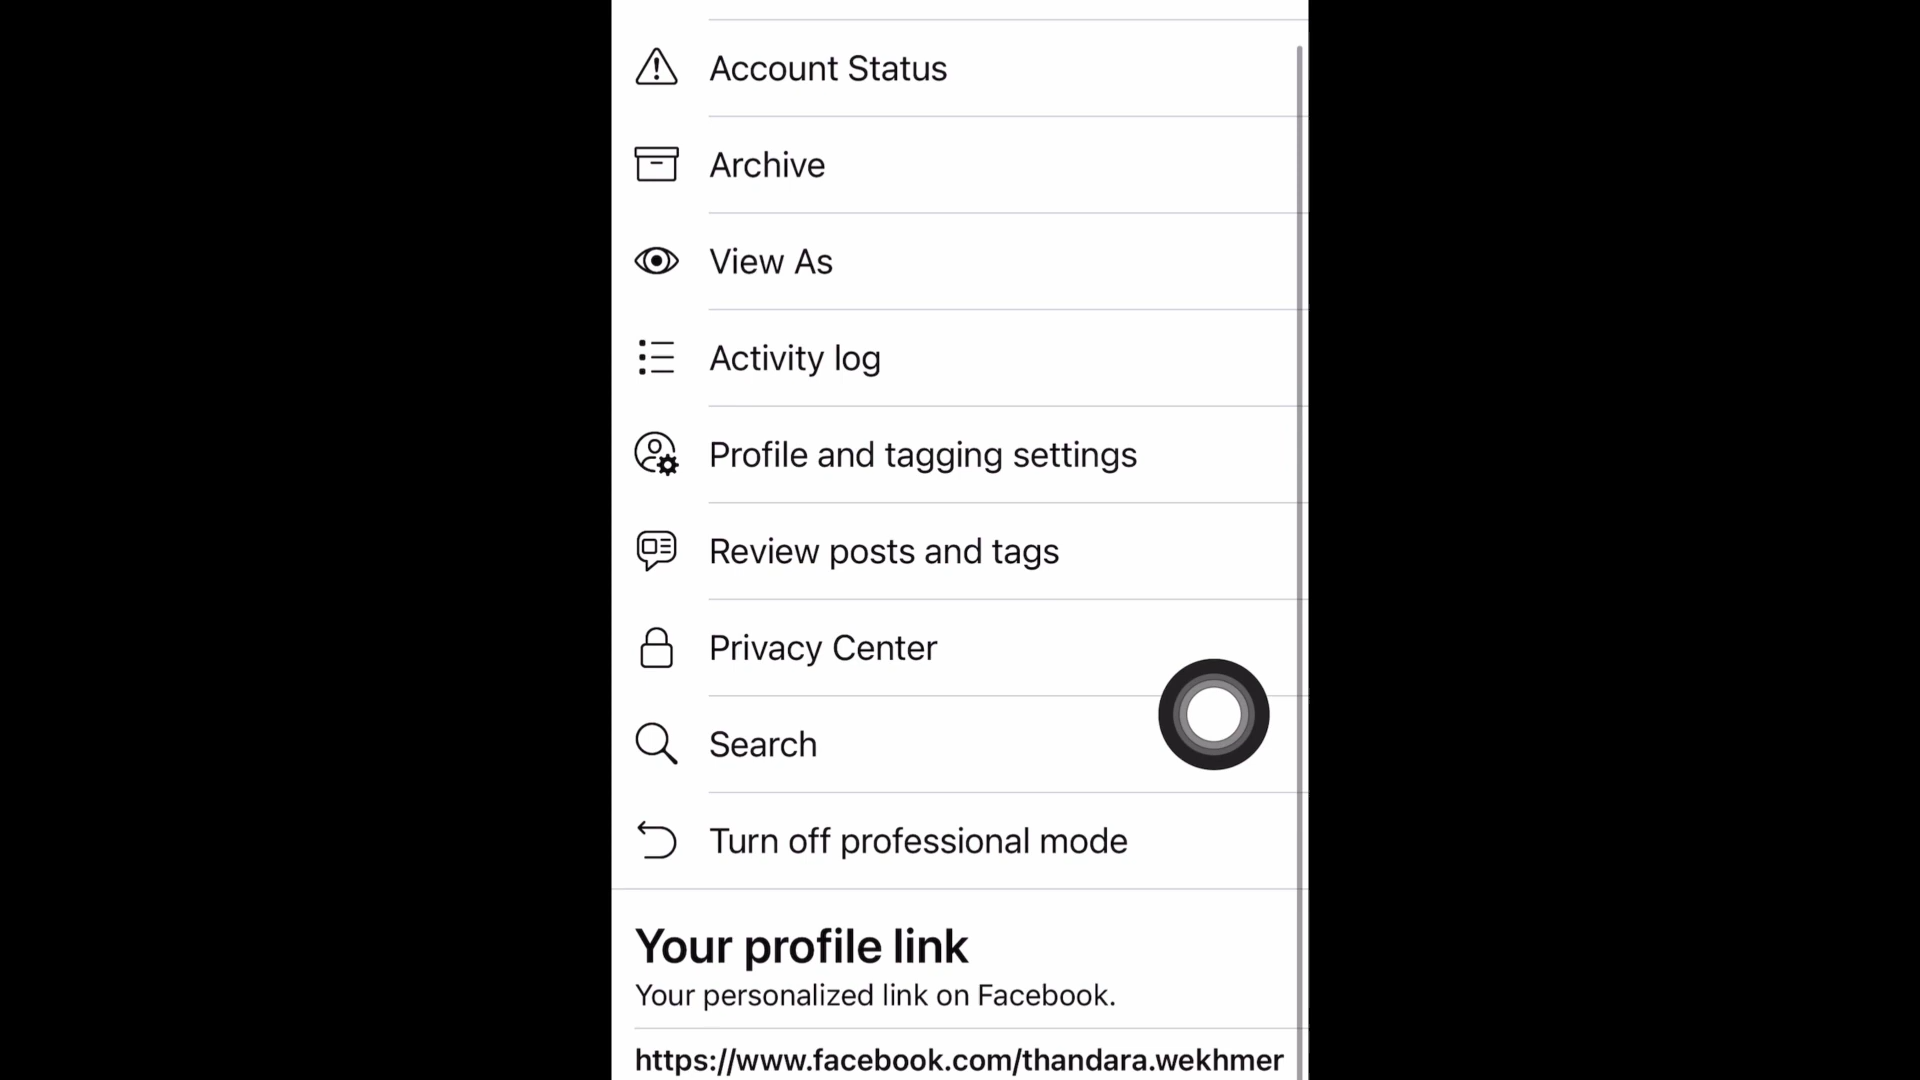 Account Status
Archive
View As
Activity log
Profile and tagging settings
Review posts and tags
Privacy Center
Search
Turn off professional mode
Your profile link
Your personalized link on Facebook.
https://www.facebook.com/thandara.wekhmer